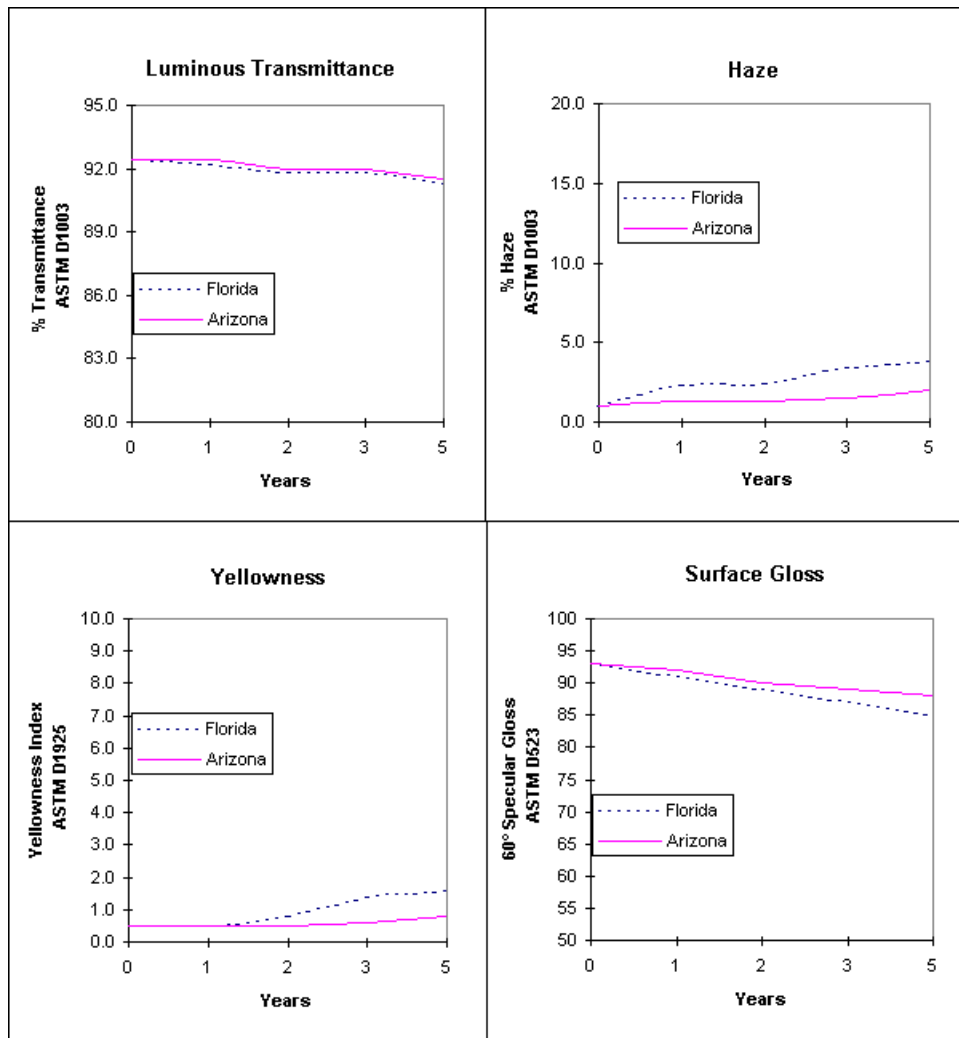 Luminous Transmittance
% Transmittance
ASTM D1003
95.0
92.0
89.0
86.0
83.0
80.0
Florida
Arizona
0 1 2 3 5
Years
Haze
% Haze
ASTM D1003
20.0
15.0
10.0
5.0
0.0
Florida
Arizona
0 1 2 3 5
Years
Yellowness
Yellowness Index
ASTM D1925
10.0
9.0
8.0
7.0
6.0
5.0
4.0
3.0
2.0
1.0
0.0
Florida
Arizona
0 1 2 3 5
Years
Surface Gloss
60° Specular Gloss
ASTM D523
100
95
90
85
80
75
70
65
60
55
50
Florida
Arizona
0 1 2 3 5
Years